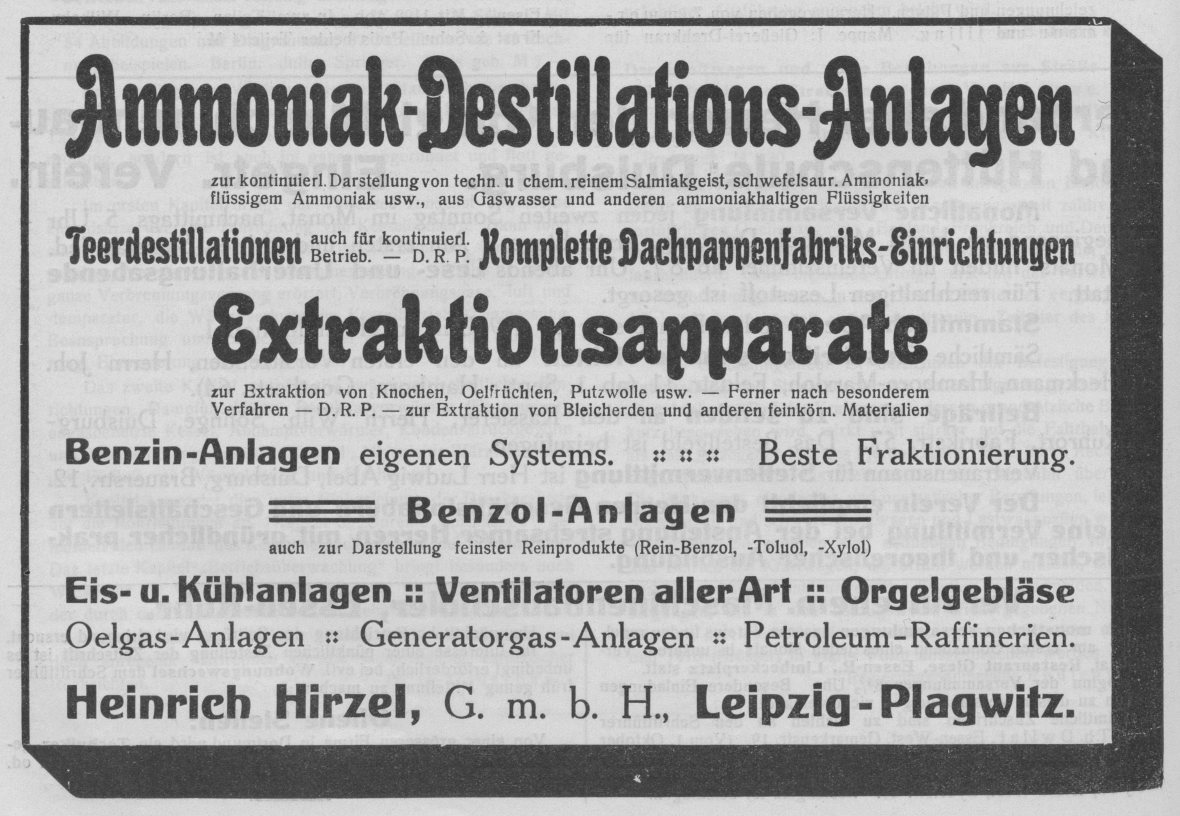 Ammoniak-Destillations-Anlagen
zur kontinuierl. Darstellung von techn. u chem. reinem Salmiakgeist, schwefelsaur. Ammoniak,
flüssigem Ammoniak usw., aus Gaswasser und anderen ammoniakhaltigen Flüssigkeiten
Teerdestillationen auch für kontinuierl. Betrieb. — D. R. P. Komplette Dachpappenfabriks-Einrichtungen
Extraktionsapparate
zur Extraktion von Knochen, Oelfrüchten, Putzwolle usw. — Ferner nach besonderem
Verfahren — D. R. P. — zur Extraktion von Bleicherden und anderen feinkörn. Materialien
Benzin-Anlagen eigenen Systems. :: :: :: Beste Fraktionierung.
Benzol-Anlagen
auch zur Darstellung feinster Reinprodukte (Rein-Benzol, -Toluol, -Xylol)
Eis- u. Kühlanlagen :: Ventilatoren aller Art :: Orgelgebläse
Oelgas-Anlagen :: Generatorgas-Anlagen :: Petroleum-Raffinerien.
Heinrich Hirzel, G. m. b. H., Leipzig-Plagwitz.